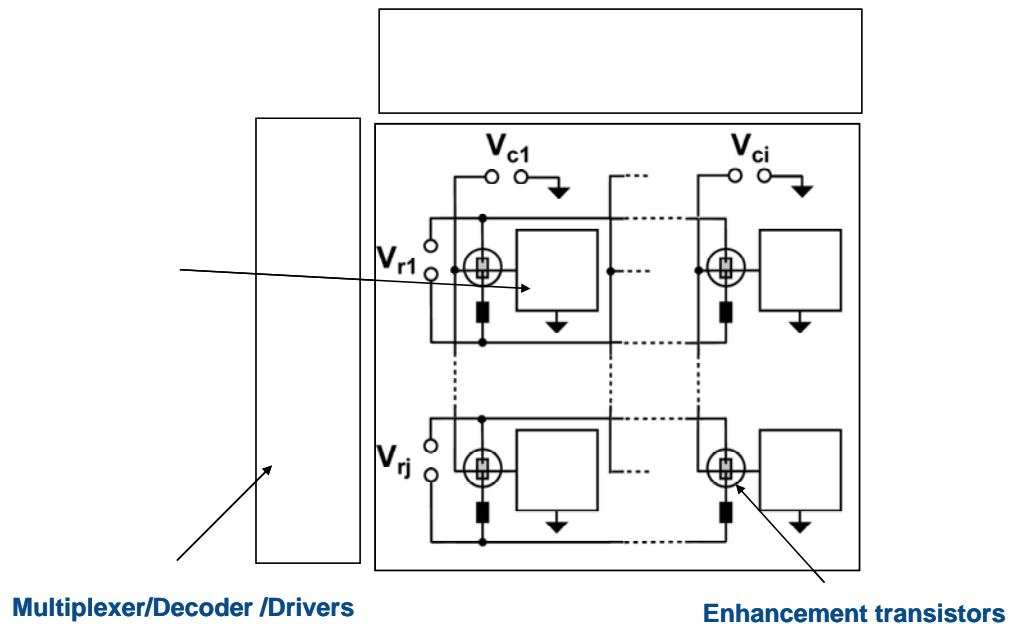 Vc1
Vci
Vr1
Vrj
Multiplexer/Decoder /Drivers
Enhancement transistors